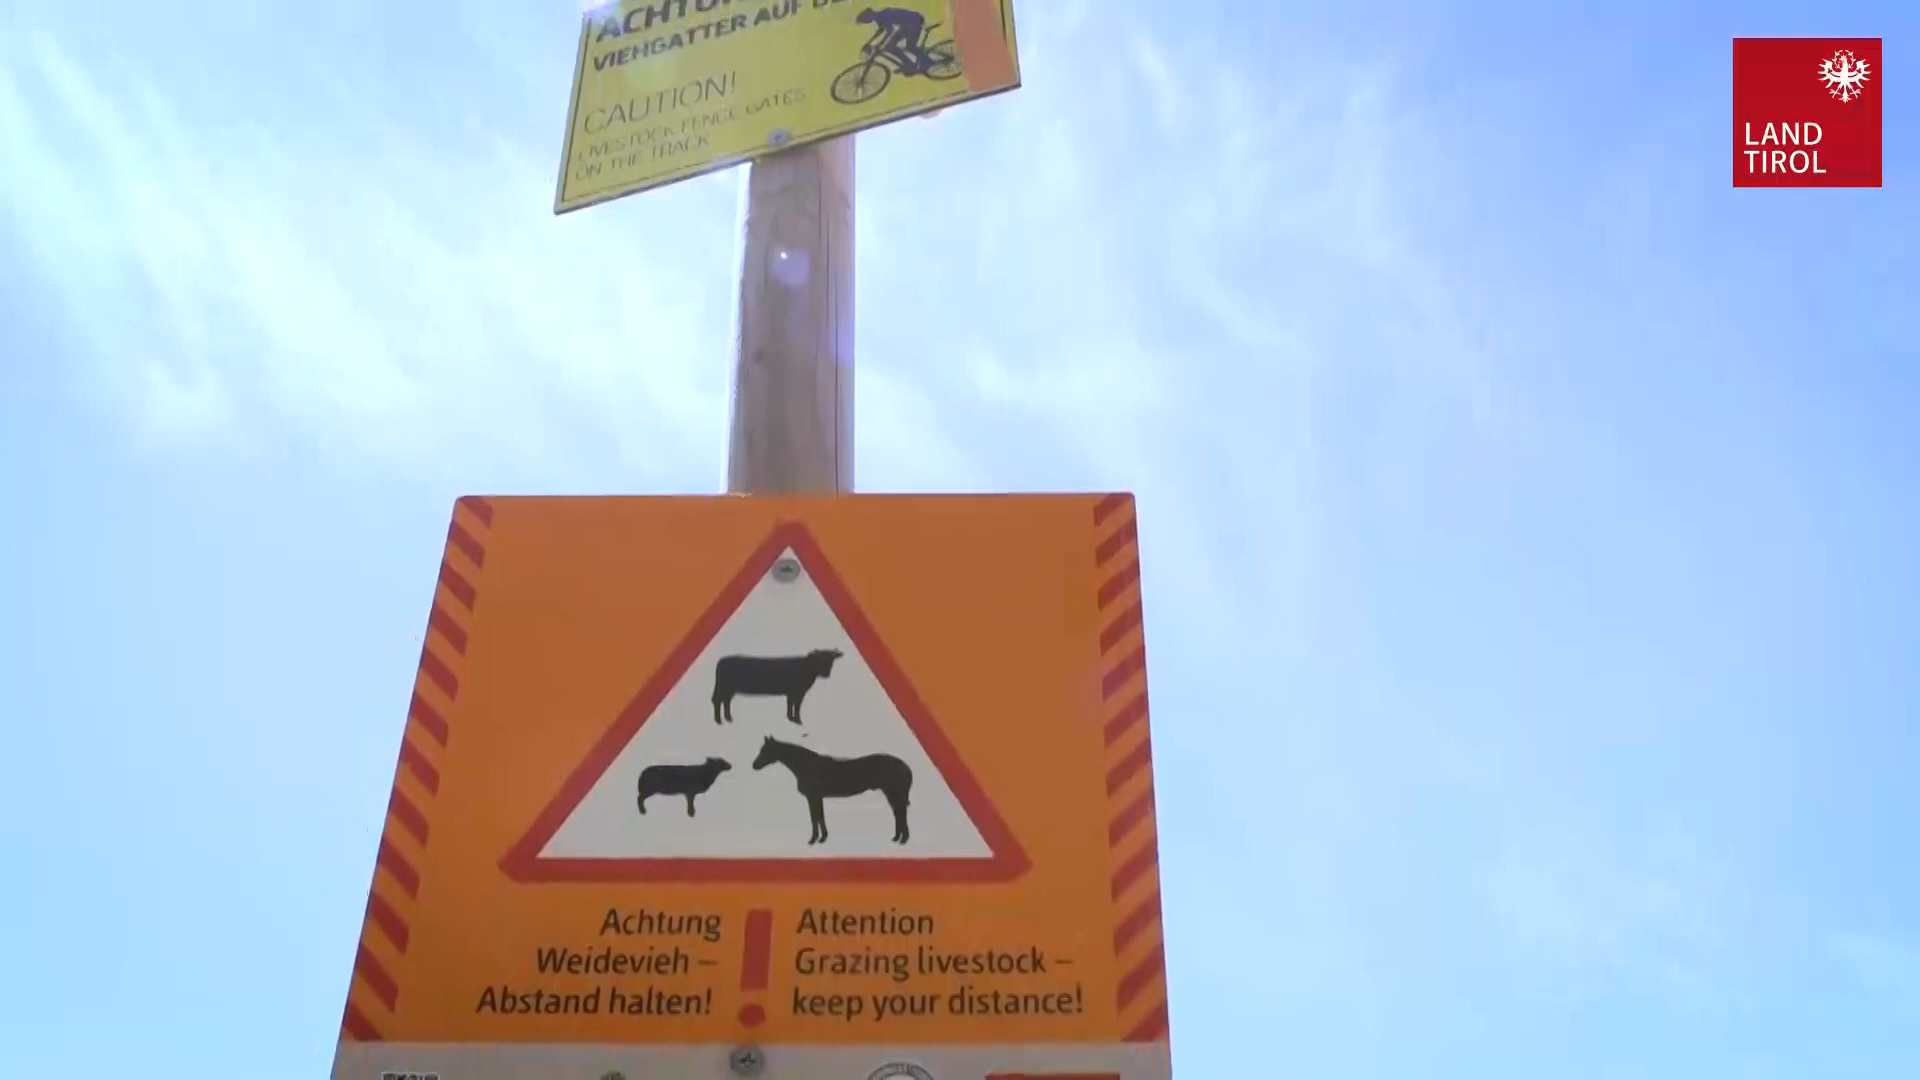 VIEHGATTER AUF
CAUTION!
LIVESTOCK FENCE GATES
ON THE TRACK
LAND
TIROL
Achtung
Weidevieh –
Abstand halten!
!
Attention
Grazing livestock –
keep your distance!